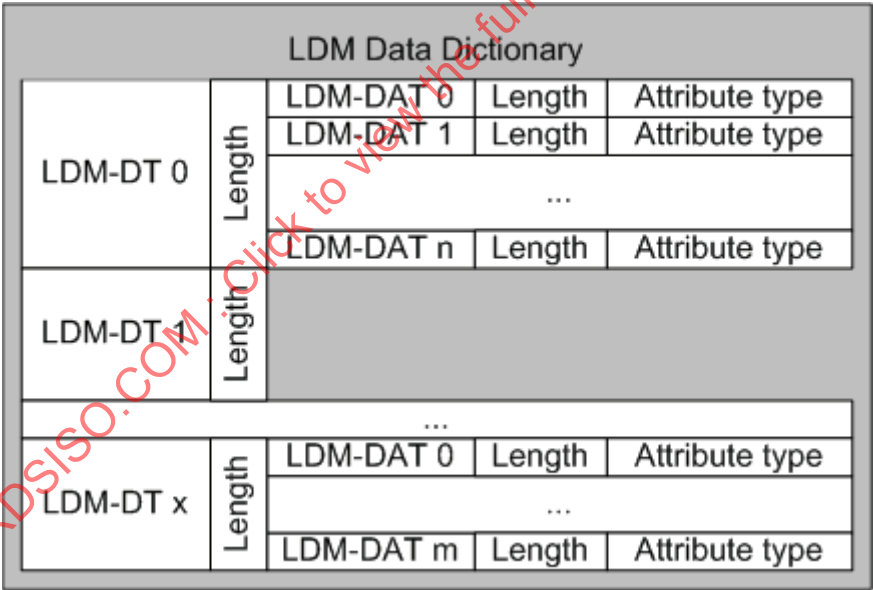 LDM Data Dictionary
LDM-DT 0
Length
LDM-DAT 0 Length Attribute type
LDM-DAT 1 Length Attribute type
...
LDM-DAT n Length Attribute type
LDM-DT 1
Length
...
LDM-DT x
Length
LDM-DAT 0 Length Attribute type
...
LDM-DAT m Length Attribute type
DSISO.COM : Click to view the full